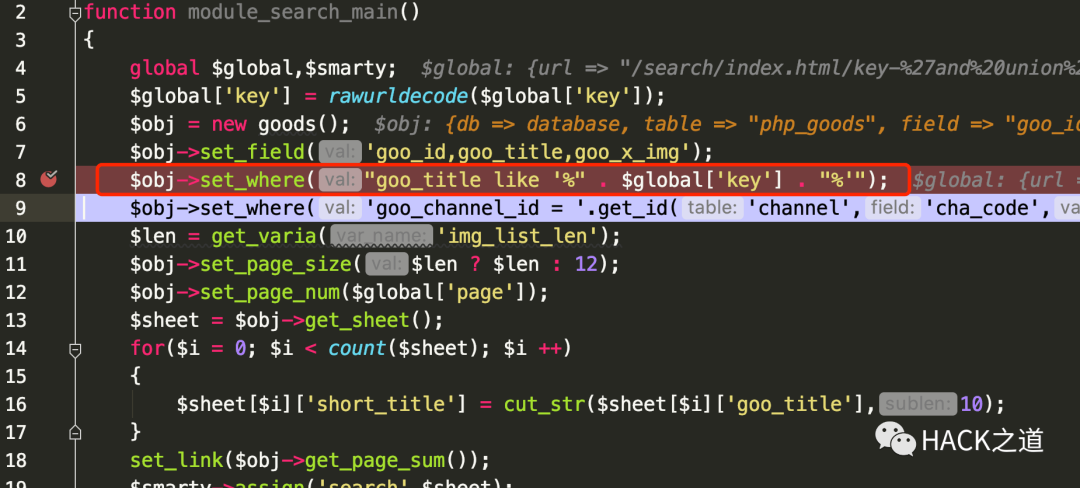 2 function module_search_main()
3 {
4 global $global,$smarty; $global: {url => "/search/index.html/key-%27and%20union%2
5 $global['key'] = rawurldecode($global['key']);
6 $obj = new goods(); $obj: {db => database, table => "php_goods", field => "goo_id
7 $obj->set_field( val: 'goo_id,goo_title,goo_x_img');
8 $obj->set_where( val: "goo_title like '%" . $global['key'] . "%'"); $global: {url =
9 $obj->set_where( val: 'goo_channel_id = '.get_id( table: 'channel', field: 'cha_code', va
10 $len = get_varia( var_name: 'img_list_len');
11 $obj->set_page_size( val: $len ? $len : 12);
12 $obj->set_page_num($global['page']);
13 $sheet = $obj->get_sheet();
14 for($i = 0; $i < count($sheet); $i ++)
15 {
16 $sheet[$i]['short_title'] = cut_str($sheet[$i]['goo_title'], sublen: 10);
17 }
18 set_link($obj->get_page_sum());
19 $smarty->assign('search',$sheet);
HACK之道